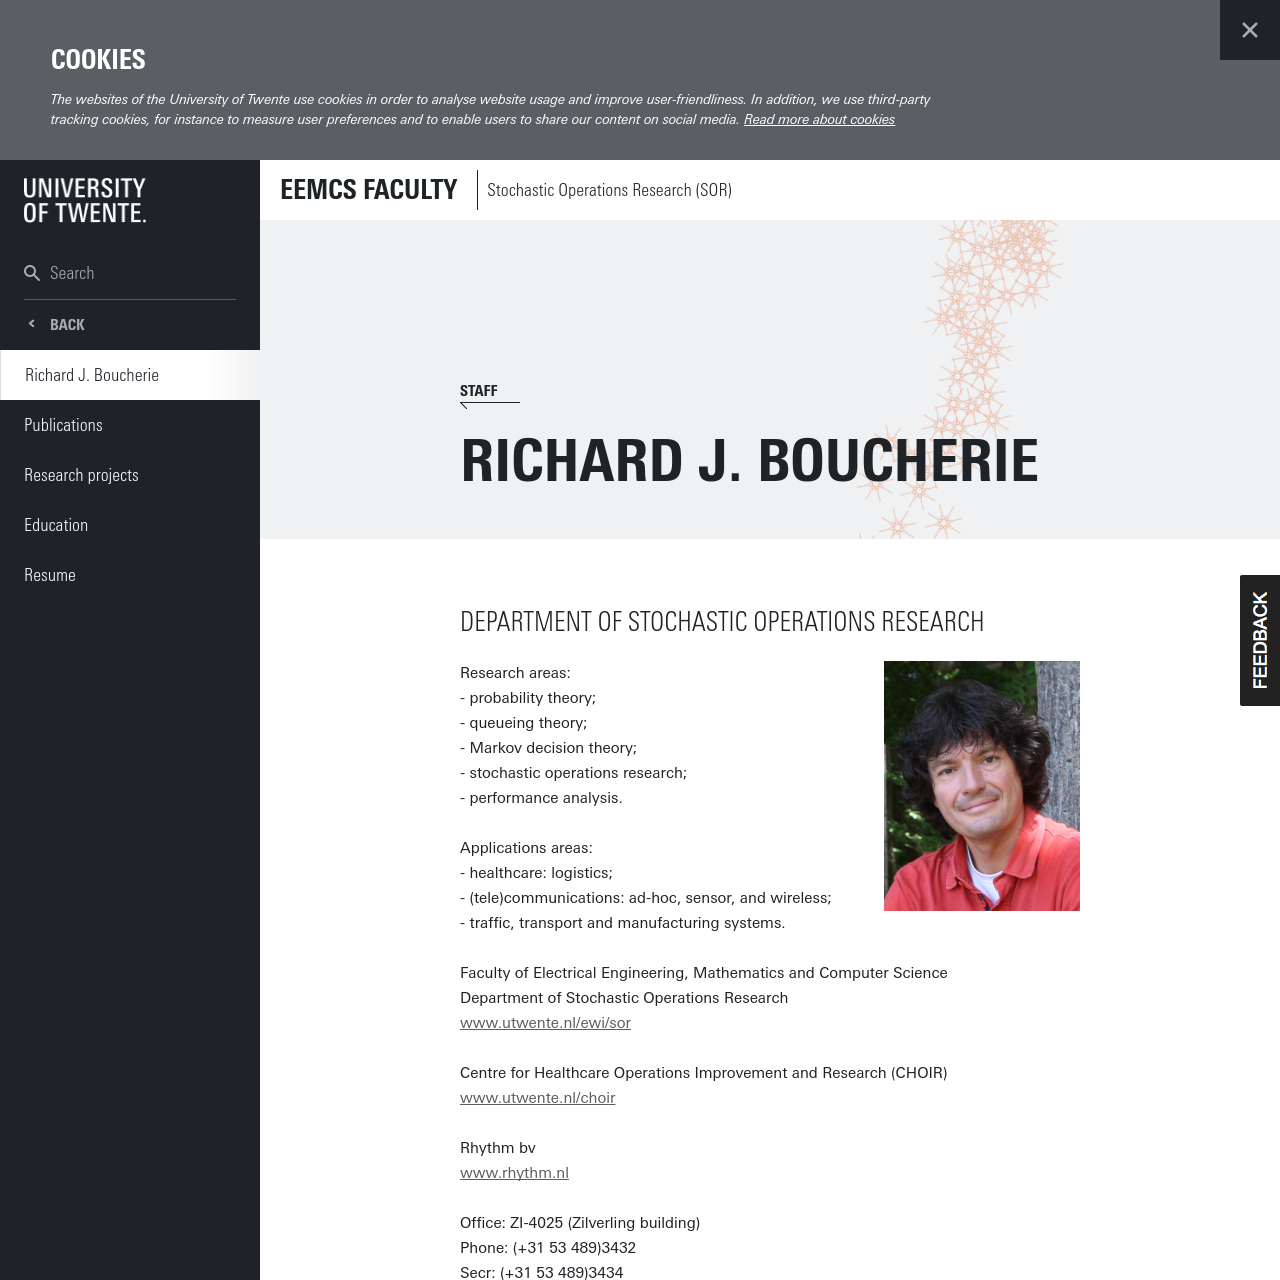 COOKIES
The websites of the University of Twente use cookies in order to analyse website usage and improve user-friendliness. In addition, we use third-party
tracking cookies, for instance to measure user preferences and to enable users to share our content on social media. Read more about cookies
UNIVERSITY
OF TWENTE.
EEMCS FACULTY
Stochastic Operations Research (SOR)
Search
BACK
Richard J. Boucherie
Publications
Research projects
Education
Resume
STAFF
RICHARD J. BOUCHERIE
FEEDBACK
DEPARTMENT OF STOCHASTIC OPERATIONS RESEARCH
Research areas:
- probability theory;
- queueing theory;
- Markov decision theory;
- stochastic operations research;
- performance analysis.
Applications areas:
- healthcare: logistics;
- (tele)communications: ad-hoc, sensor, and wireless;
- traffic, transport and manufacturing systems.
Faculty of Electrical Engineering, Mathematics and Computer Science
Department of Stochastic Operations Research
www.utwente.nl/ewi/sor
Centre for Healthcare Operations Improvement and Research (CHOIR)
www.utwente.nl/choir
Rhythm bv
www.rhythm.nl
Office: ZI-4025 (Zilverling building)
Phone: (+31 53 489)3432
Secr: (+31 53 489)3434